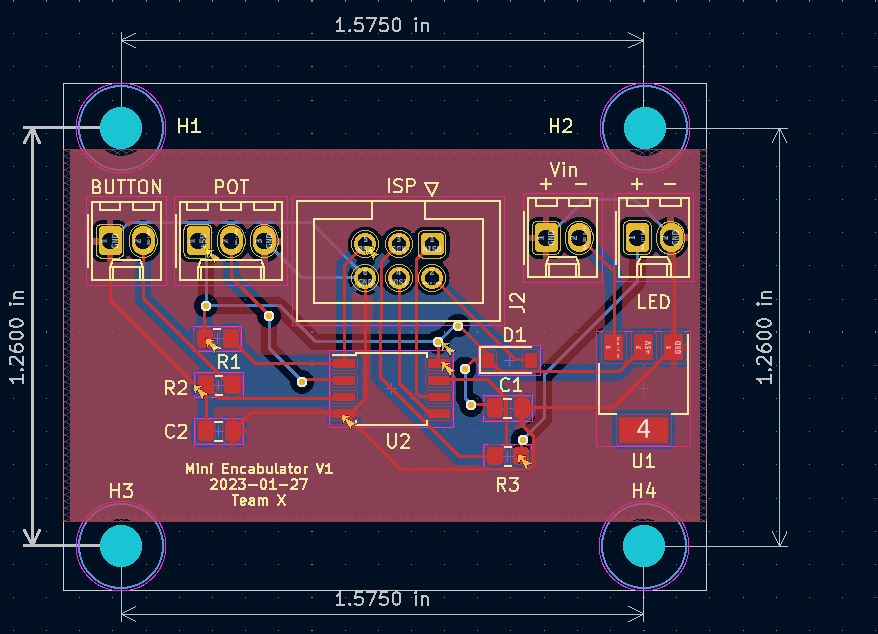 1.5750 in
H1
H2
BUTTON
POT
ISP
Vin
+ -
+ -
1.2600 in
1.2600 in
J2
LED
D1
R1
R2
C1
C2
U2
4
U1
R3
Mini Encabulator V1
2023-01-27
Team X
H3
H4
1.5750 in